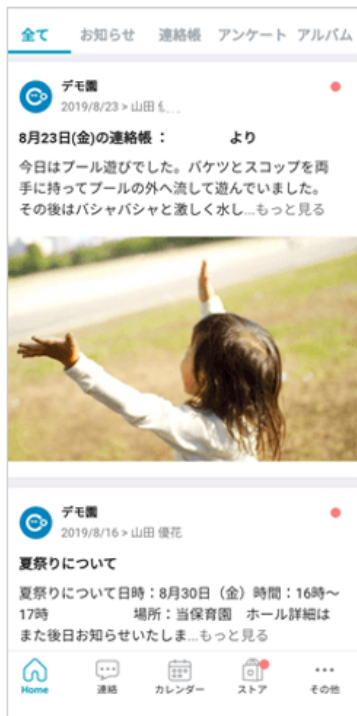 全て お知らせ 連絡帳 アンケート アルバム
デモ園
2019/8/23 > 山田
8月23日(金)の連絡帳： より
今日はプール遊びでした。バケツとスコップを両
手に持ってプールの外へ流して遊んでいました。
その後はバシャバシャと激しく水し...もっと見る
デモ園
2019/8/16 > 山田 優花
夏祭りについて
夏祭りについて日時：8月30日（金）時間：16時～
17時 場所：当保育園 ホール詳細は
また後日お知らせいたしま...もっと見る
Home 連絡 カレンダー ストア その他